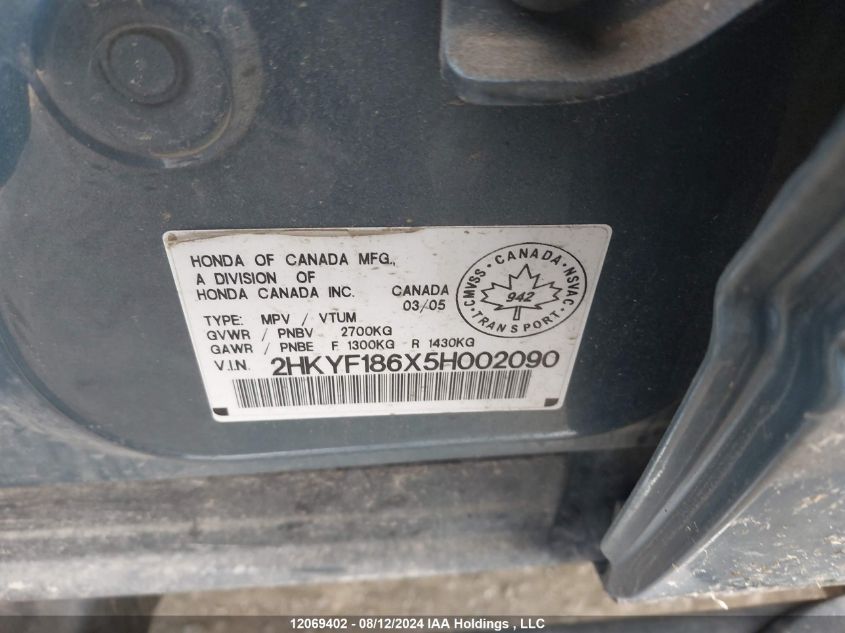 HONDA OF CANADA MFG.,
A DIVISION OF
HONDA CANADA INC.
CANADA
03/05
TYPE: MPV / VTUM
GVWR / PNBV 2700KG
GAWR / PNBE F 1300KG R 1430KG
V.I.N. 2HKYF186X5H002090
CMVSS · CANADA · NSVAC
942
· TRANSPORT ·
12069402 - 08/12/2024 IAA Holdings , LLC